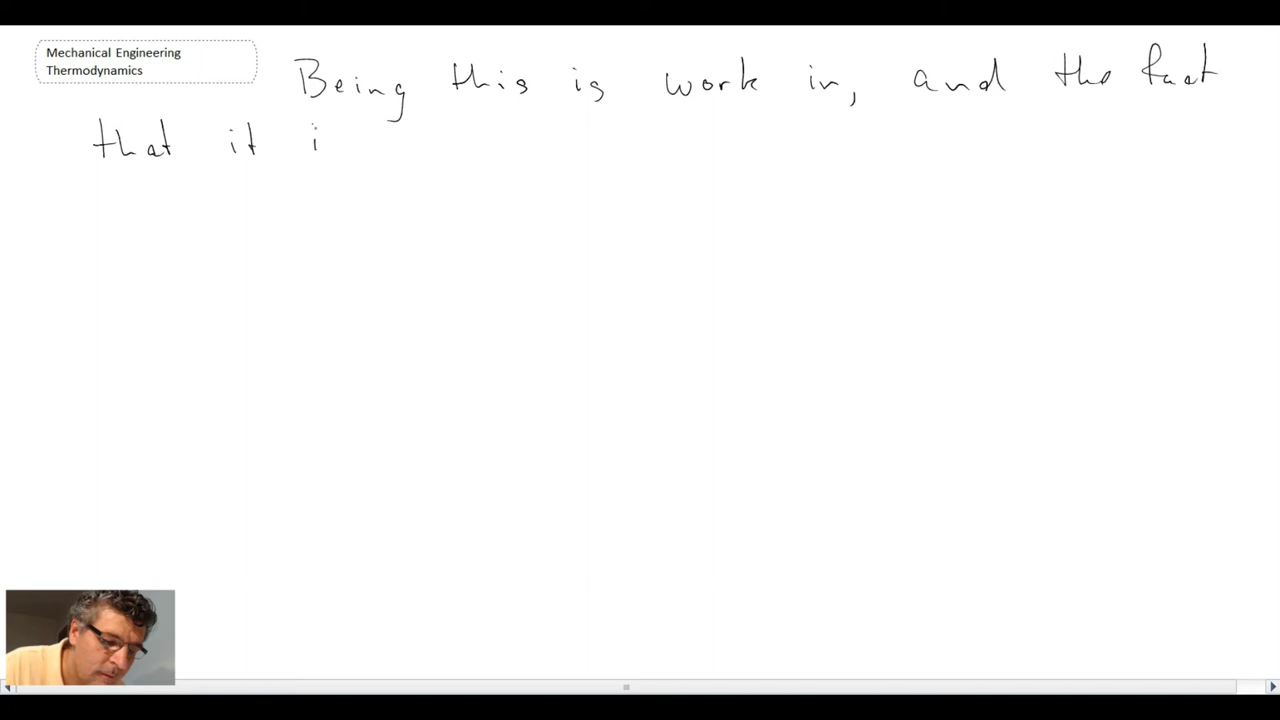 Mechanical Engineering
Thermodynamics
Being this is work in, and the fact
that it i